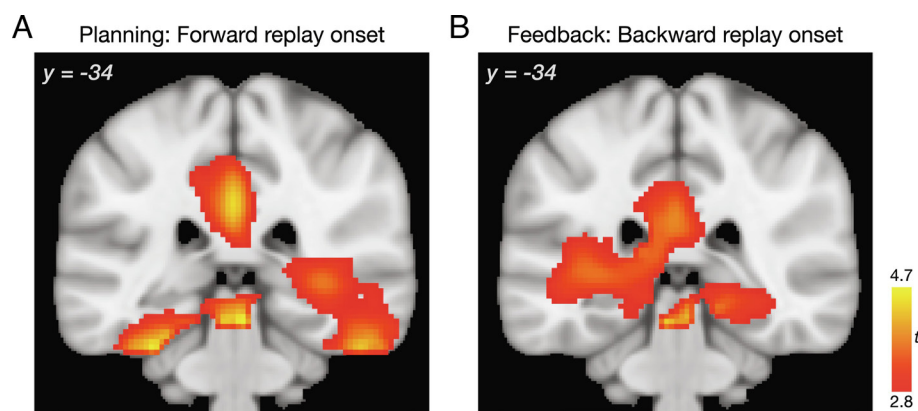 A
Planning: Forward replay onset
y = -34
B
Feedback: Backward replay onset
y = -34
4.7
t
2.8